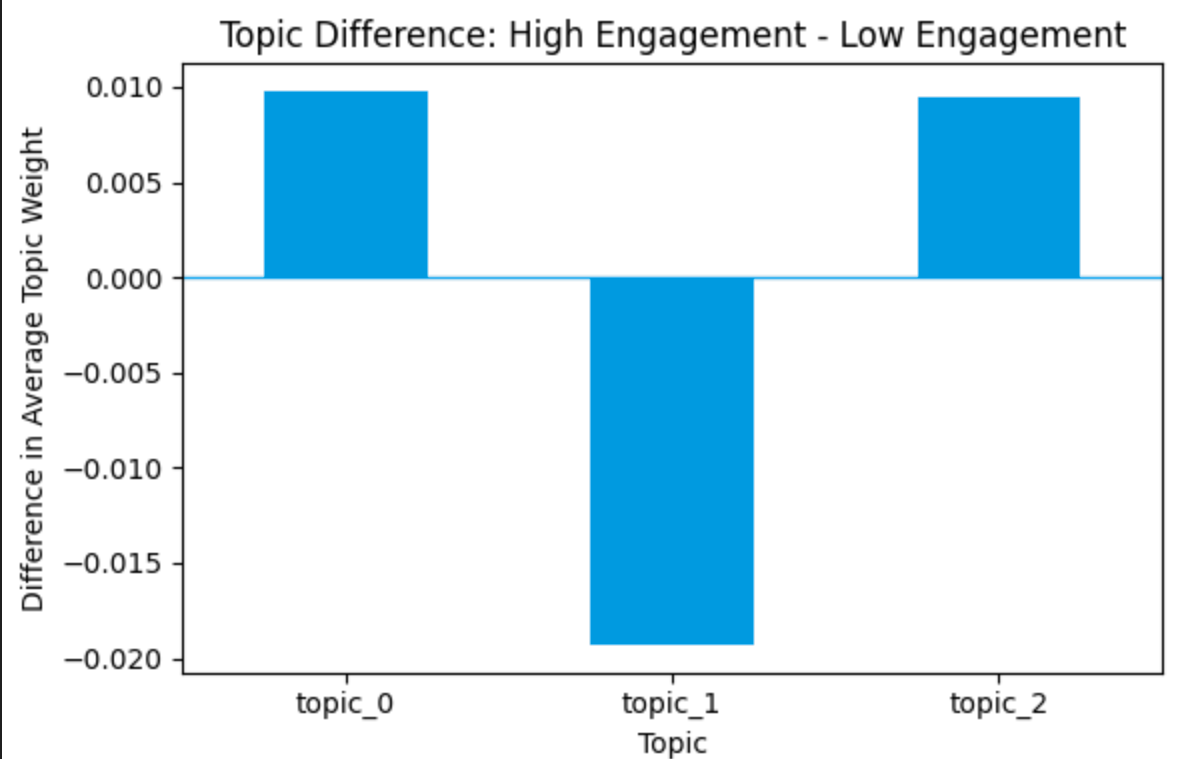 Topic Difference: High Engagement - Low Engagement
Difference in Average Topic Weight
0.010
0.005
0.000
−0.005
−0.010
−0.015
−0.020
topic_0
topic_1
topic_2
Topic